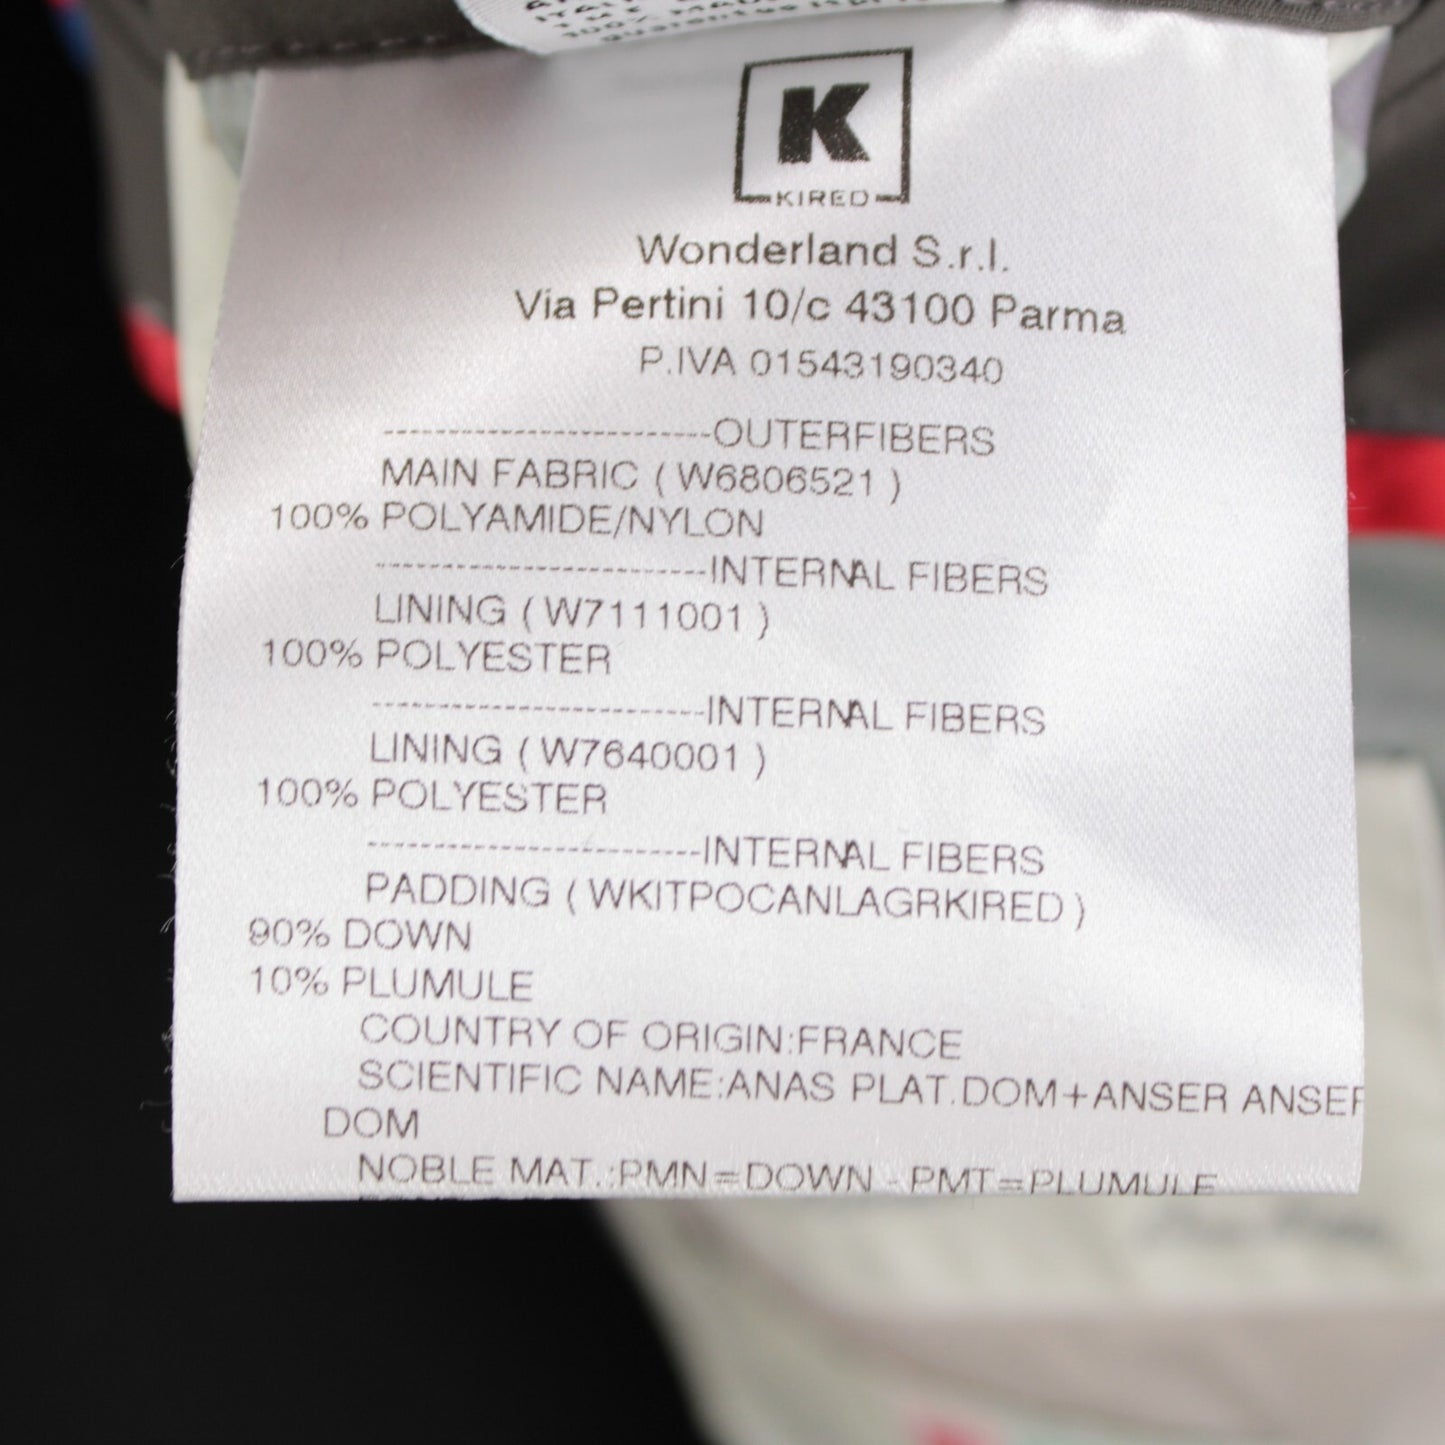 100% MADE
K
KIRED
Wonderland S.r.l.
Via Pertini 10/c 43100 Parma
P.IVA 01543190340
-------------------------OUTERFIBERS
MAIN FABRIC ( W6806521 )
100% POLYAMIDE/NYLON
-------------------------INTERNAL FIBERS
LINING ( W7111001 )
100% POLYESTER
-------------------------INTERNAL FIBERS
LINING ( W7640001 )
100% POLYESTER
-------------------------INTERNAL FIBERS
PADDING ( WKITPOCANLAGRKIRED )
90% DOWN
10% PLUMULE
COUNTRY OF ORIGIN:FRANCE
SCIENTIFIC NAME:ANAS PLAT.DOM+ANSER ANSER
DOM
NOBLE MAT.:PMN=DOWN - PMT=PLUMULE